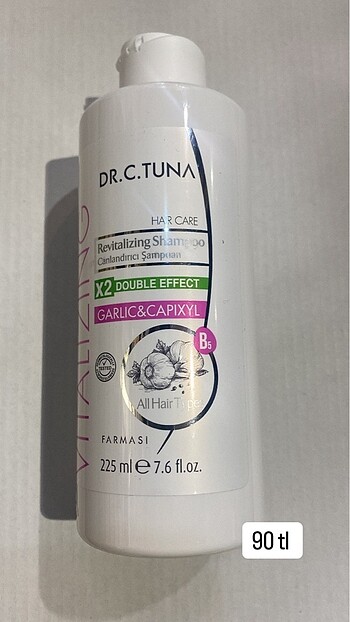 DR.C.TUNA
HAIR CARE
Revitalizing Shampoo
Canlandırıcı Şampuan
X2 DOUBLE EFFECT
GARLIC&CAPIXYL
B5
TESTED
All Hair Types
FARMASI
225 ml e 7.6 fl.oz.
VITALIZING
90 tl